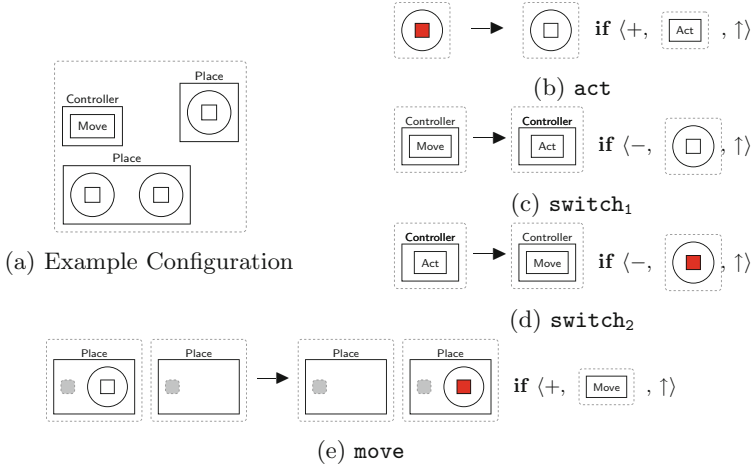 Place
Controller
Move
Place
(a) Example Configuration
if ⟨+, Act , ↑⟩
(b) act
Controller Controller
Move Act if ⟨−, , ↑⟩
(c) switch₁
Controller Controller
Act Move if ⟨−, , ↑⟩
(d) switch₂
Place Place Place Place
if ⟨+, Move , ↑⟩
(e) move